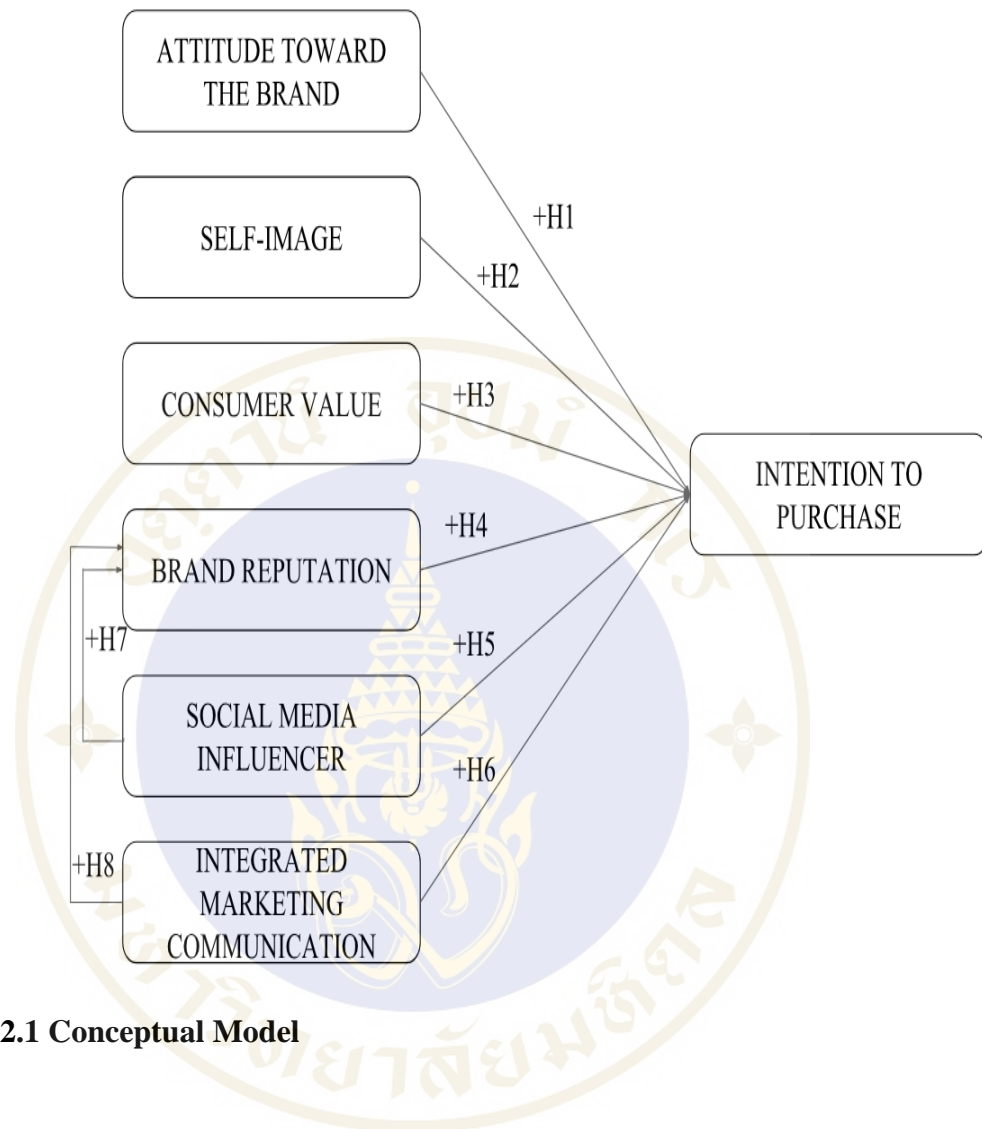 ATTITUDE TOWARD
THE BRAND
+H1
SELF-IMAGE
+H2
CONSUMER VALUE
+H3
INTENTION TO
PURCHASE
+H4
BRAND REPUTATION
+H7
+H5
SOCIAL MEDIA
INFLUENCER
+H6
+H8
INTEGRATED
MARKETING
COMMUNICATION
2.1 Conceptual Model